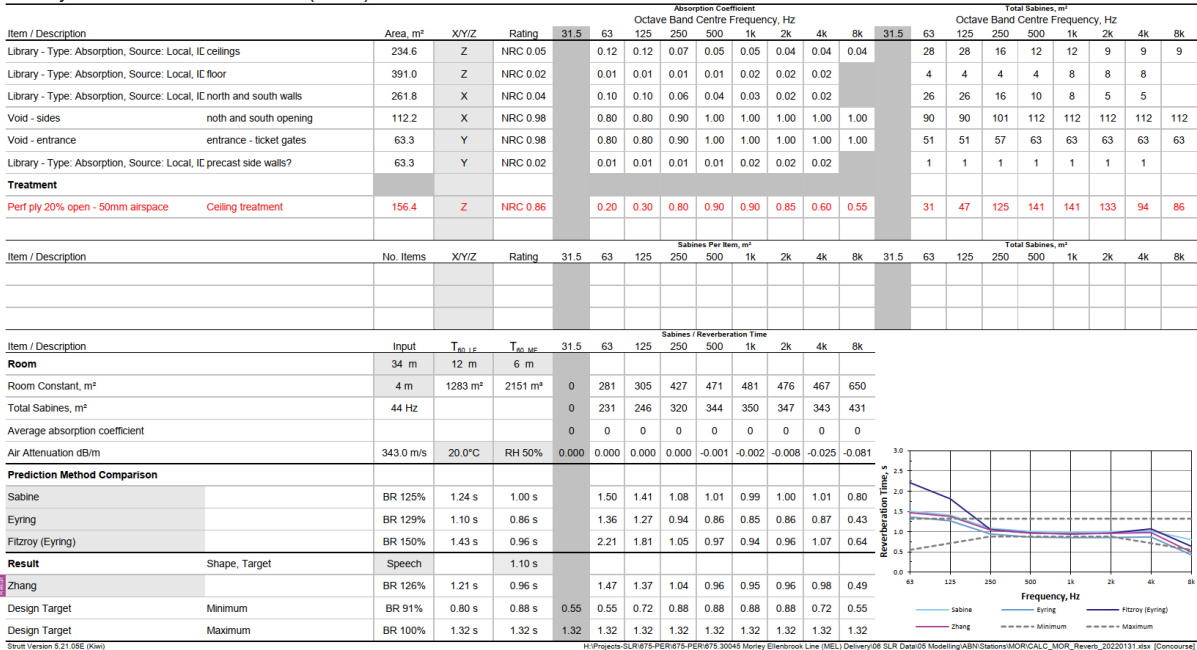 Absorption Coefficient Total Sabines, m²
Octave Band Centre Frequency, Hz Octave Band Centre Frequency, Hz
Item / Description Area, m² X/Y/Z Rating 31.5 63 125 250 500 1k 2k 4k 8k 31.5 63 125 250 500 1k 2k 4k 8k
Library - Type: Absorption, Source: Local, ID ceilings 234.6 Z NRC 0.05 0.12 0.12 0.07 0.05 0.05 0.04 0.04 0.04 28 28 16 12 12 9 9 9
Library - Type: Absorption, Source: Local, ID floor 391.0 Z NRC 0.02 0.01 0.01 0.01 0.01 0.02 0.02 0.02 4 4 4 4 8 8 8
Library - Type: Absorption, Source: Local, ID north and south walls 261.8 X NRC 0.04 0.10 0.10 0.06 0.04 0.03 0.02 0.02 26 26 16 10 8 5 5
Void - sides noth and south opening 112.2 X NRC 0.98 0.80 0.80 0.90 1.00 1.00 1.00 1.00 1.00 90 90 101 112 112 112 112 112
Void - entrance entrance - ticket gates 63.3 Y NRC 0.98 0.80 0.80 0.90 1.00 1.00 1.00 1.00 1.00 51 51 57 63 63 63 63 63
Library - Type: Absorption, Source: Local, ID precast side walls? 63.3 Y NRC 0.02 0.01 0.01 0.01 0.01 0.02 0.02 0.02 1 1 1 1 1 1 1
Treatment
Perf ply 20% open - 50mm airspace Ceiling treatment 156.4 Z NRC 0.86 0.20 0.30 0.80 0.90 0.90 0.85 0.60 0.55 31 47 125 141 141 133 94 86
Sabines Per Item, m² Total Sabines, m²
Item / Description No. Items X/Y/Z Rating 31.5 63 125 250 500 1k 2k 4k 8k 31.5 63 125 250 500 1k 2k 4k 8k
Sabines / Reverberation Time
Item / Description Input T60_LF T60_MF 31.5 63 125 250 500 1k 2k 4k 8k
Room 34 m 12 m 6 m
Room Constant, m² 4 m 1283 m² 2151 m³ 0 281 305 427 471 481 476 467 650
Total Sabines, m² 44 Hz 0 231 246 320 344 350 347 343 431
Average absorption coefficient 0 0 0 0 0 0 0 0 0
Air Attenuation dB/m 343.0 m/s 20.0°C RH 50% 0.000 0.000 0.000 0.000 -0.001 -0.002 -0.008 -0.025 -0.081
Prediction Method Comparison
Sabine BR 125% 1.24 s 1.00 s 1.50 1.41 1.08 1.01 0.99 1.00 1.01 0.80
Eyring BR 129% 1.10 s 0.86 s 1.36 1.27 0.94 0.86 0.85 0.86 0.87 0.43
Fitzroy (Eyring) BR 150% 1.43 s 0.96 s 2.21 1.81 1.05 0.97 0.94 0.96 1.07 0.64
Result Shape, Target Speech 1.10 s
Zhang BR 126% 1.21 s 0.96 s 1.47 1.37 1.04 0.96 0.95 0.96 0.98 0.49
Design Target Minimum BR 91% 0.80 s 0.88 s 0.55 0.55 0.72 0.88 0.88 0.88 0.88 0.72 0.55
Design Target Maximum BR 100% 1.32 s 1.32 s 1.32 1.32 1.32 1.32 1.32 1.32 1.32 1.32 1.32
Reverberation Time, s
3.0
2.5
2.0
1.5
1.0
0.5
0.0
63 125 250 500 1k 2k 4k 8k
Frequency, Hz
Sabine Eyring Fitzroy (Eyring)
Zhang Minimum Maximum
Strutt Version 5.21.05E (Kiwi) H:\Projects-SLR\675-PER\675-PER\675.30045 Morley Ellenbrook Line (MEL) Delivery\06 SLR Data\05 Modelling\ABN\Stations\MOR\CALC_MOR_Reverb_20220131.xlsx [Concourse]